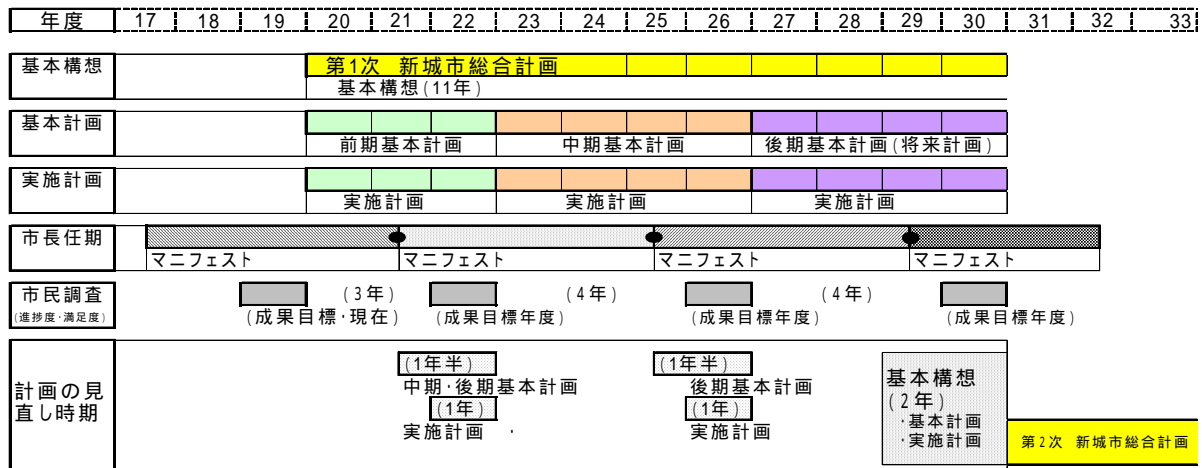 年度 17 18 19 20 21 22 23 24 25 26 27 28 29 30 31 32 33
基本構想 第1次 新城市総合計画
基本構想(11年)
基本計画
前期基本計画 中期基本計画 後期基本計画(将来計画)
実施計画
実施計画 実施計画 実施計画
市長任期
マニフェスト マニフェスト マニフェスト マニフェスト
市民調査 (3年) (4年) (4年)
(進捗度・満足度) (成果目標・現在) (成果目標年度) (成果目標年度) (成果目標年度)
計画の見
直し時期
(1年半) (1年半)
中期・後期基本計画 後期基本計画
(1年) (1年)
実施計画 ・ 実施計画
基本構想
(2年)
・基本計画
・実施計画
第2次 新城市総合計画